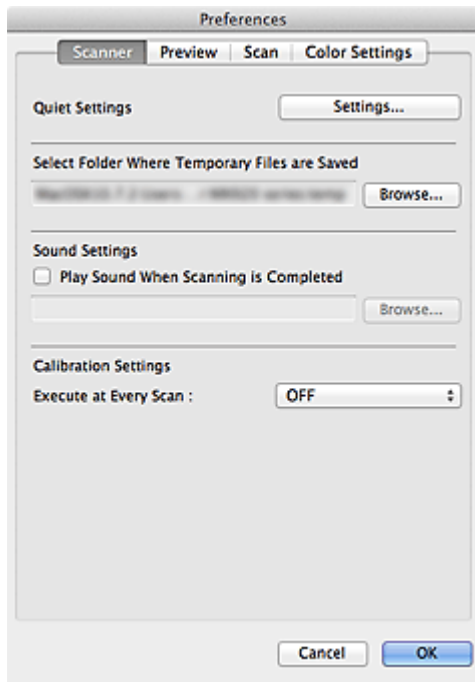 Preferences
Scanner Preview Scan Color Settings
Quiet Settings Settings...
Select Folder Where Temporary Files are Saved
Browse...
Sound Settings
Play Sound When Scanning is Completed
Browse...
Calibration Settings
Execute at Every Scan : OFF
Cancel OK